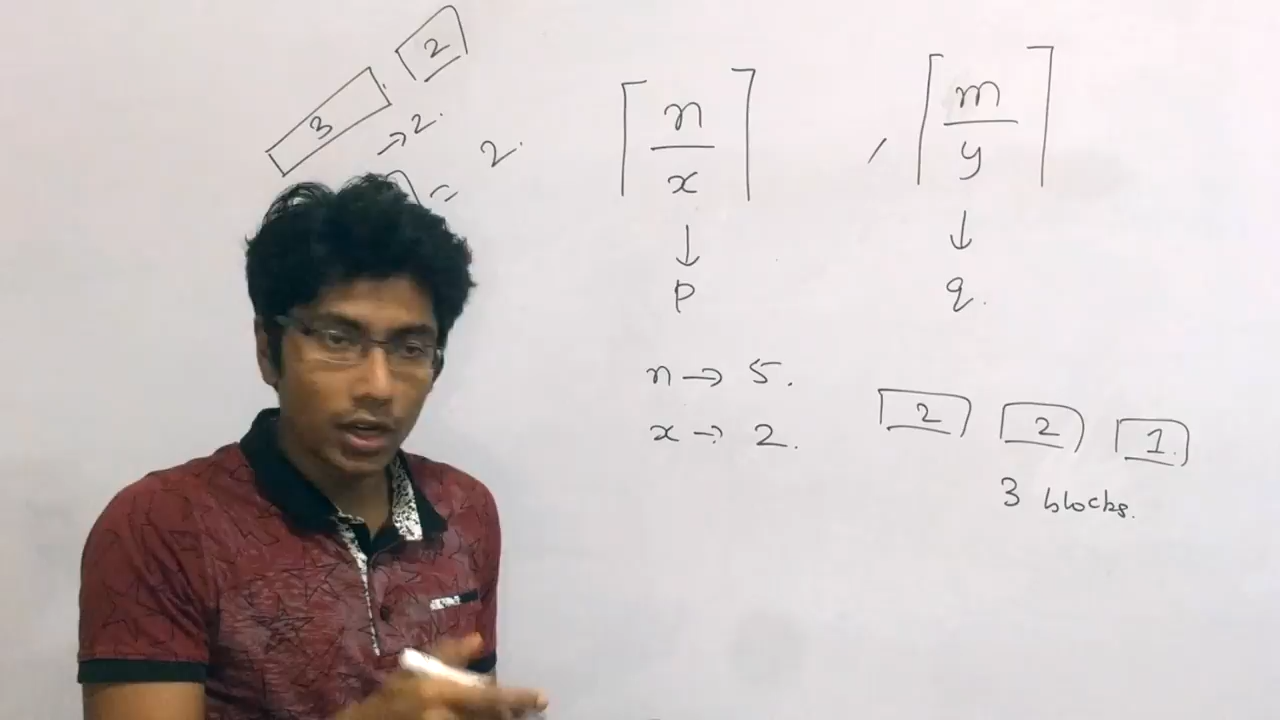 2
3
→ 2.
= 2.
⌈n/x⌉ , ⌈m/y⌉
↓ ↓
p q.
n → 5.
x → 2.
2 2 1
3 blocks.